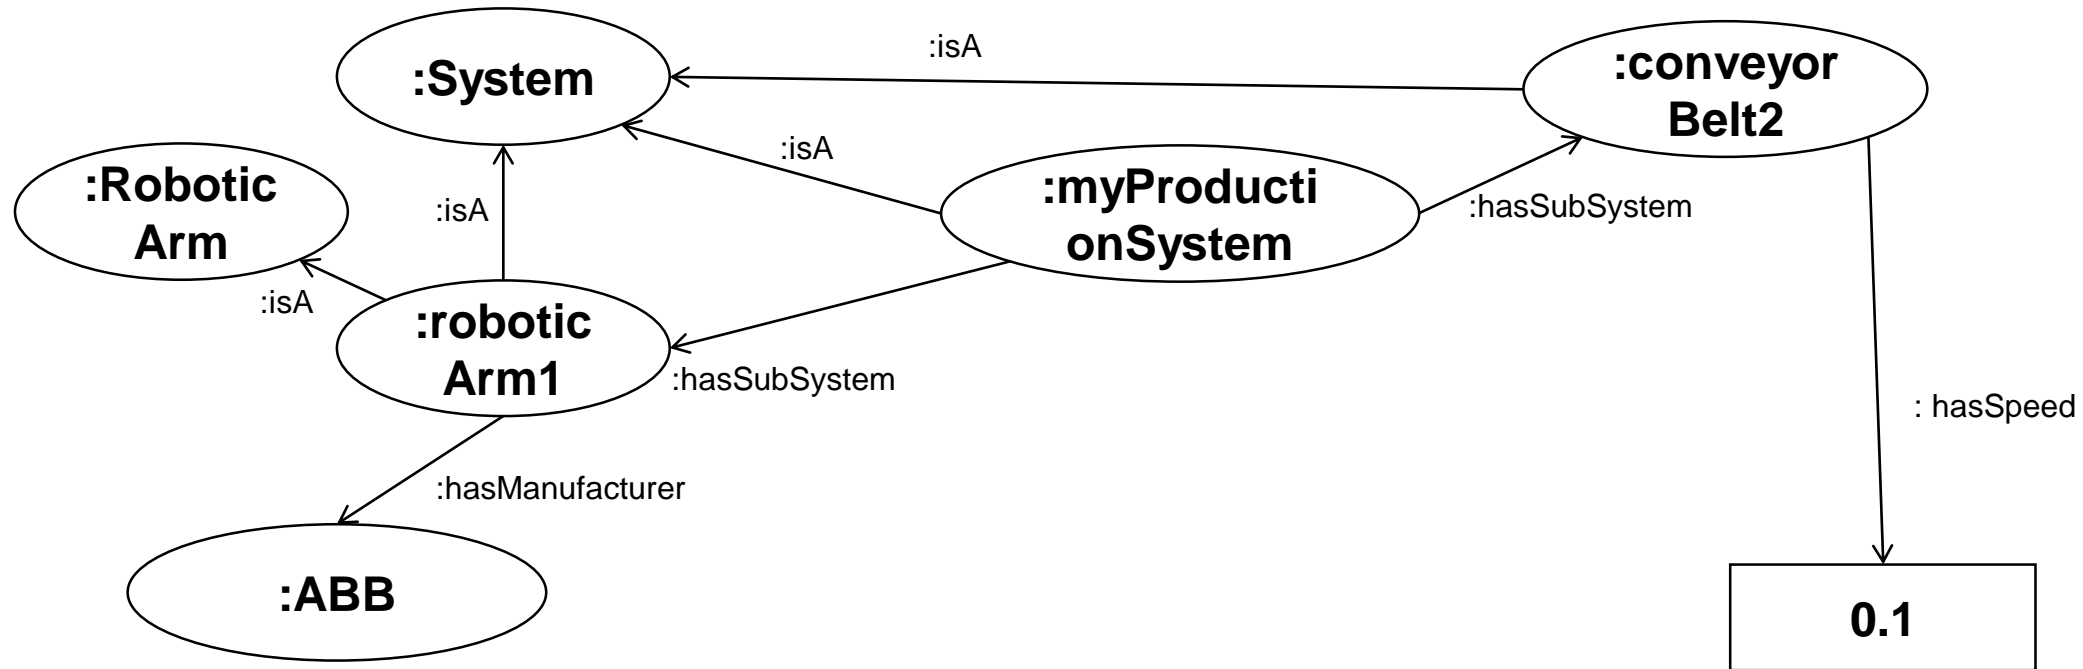 :isA
:System
:conveyor
Belt2
:isA
:Robotic
Arm
:myProducti
onSystem
:isA
:hasSubSystem
:isA
:robotic
Arm1
:hasSubSystem
: hasSpeed
:hasManufacturer
:ABB
0.1